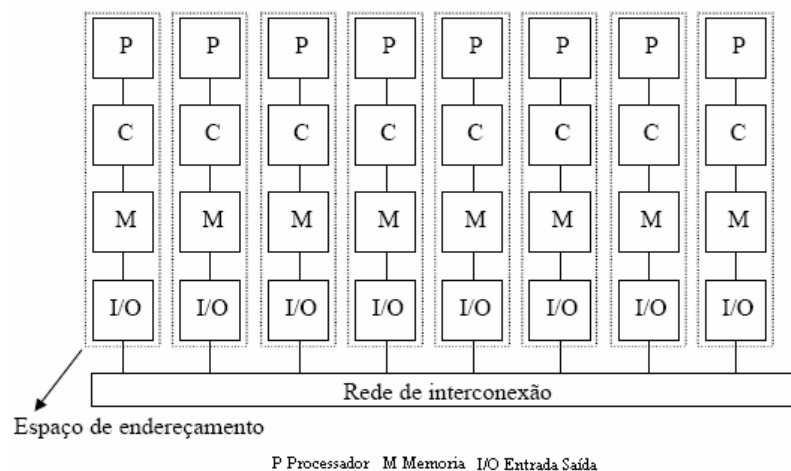 P P P P P P P P
C C C C C C C C
M M M M M M M M
I/O I/O I/O I/O I/O I/O I/O I/O
Rede de interconexão
Espaço de endereçamento
P Processador M Memoria I/O Entrada Saída